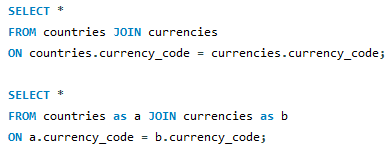 SELECT *
FROM countries JOIN currencies
ON countries.currency_code = currencies.currency_code;
SELECT *
FROM countries as a JOIN currencies as b
ON a.currency_code = b.currency_code;